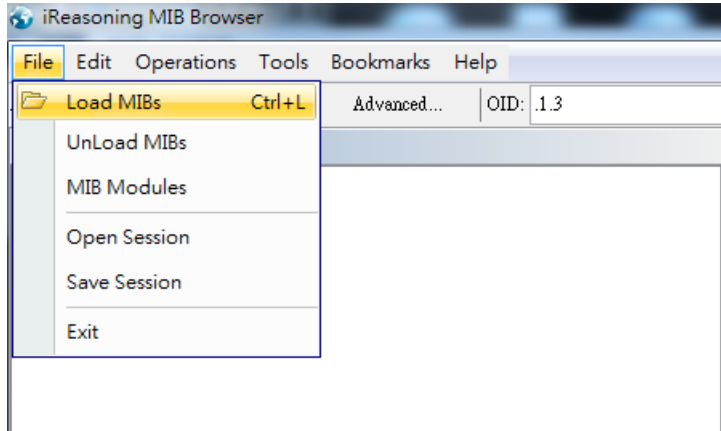 iReasoning MIB Browser
File Edit Operations Tools Bookmarks Help
Load MIBs Ctrl+L Advanced... OID: .1.3
UnLoad MIBs
MIB Modules
Open Session
Save Session
Exit